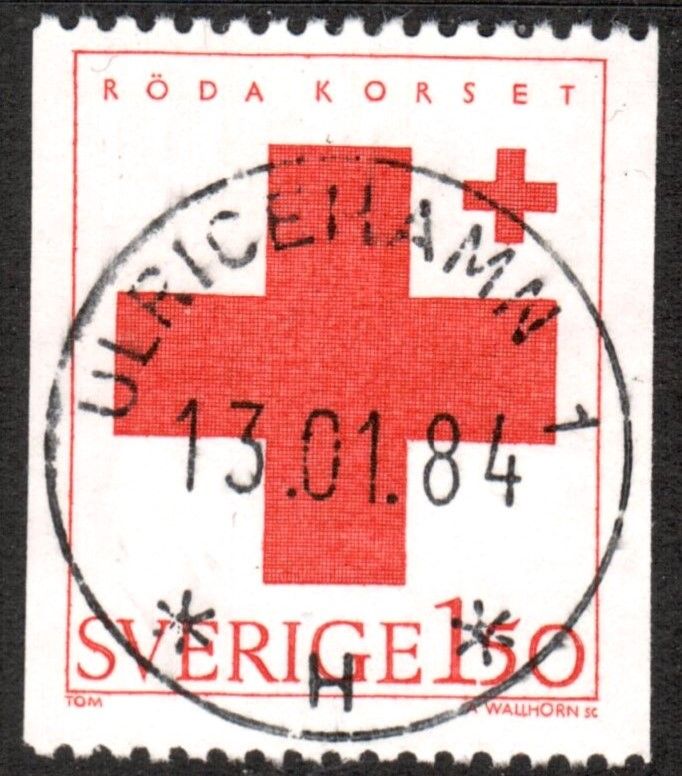 RÖDA KORSET
ULRICEHAMN 1
13.01.84
SVERIGE 150
* H *
TOM
A WALLHORN SC